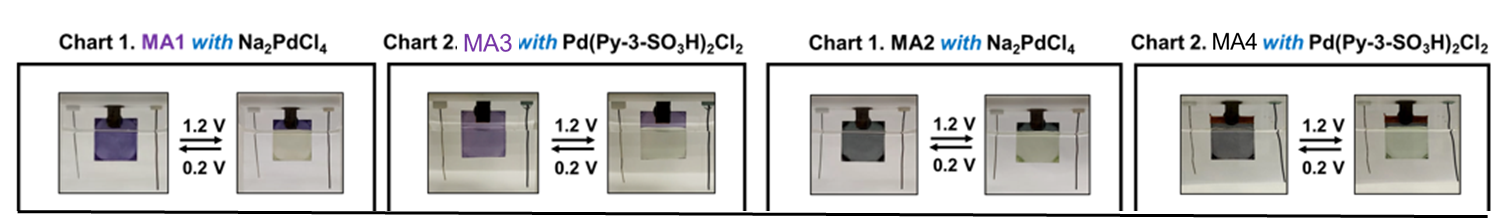 Chart 1. MA1 with Na₂PdCl₄
1.2 V
0.2 V
Chart 2. MA3 with Pd(Py-3-SO₃H)₂Cl₂
1.2 V
0.2 V
Chart 1. MA2 with Na₂PdCl₄
1.2 V
0.2 V
Chart 2. MA4 with Pd(Py-3-SO₃H)₂Cl₂
1.2 V
0.2 V